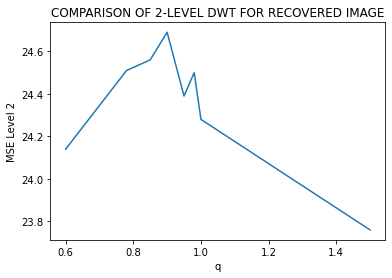 COMPARISON OF 2-LEVEL DWT FOR RECOVERED IMAGE
24.6
24.4
24.2
24.0
23.8
MSE Level 2
0.6 0.8 1.0 1.2 1.4
q